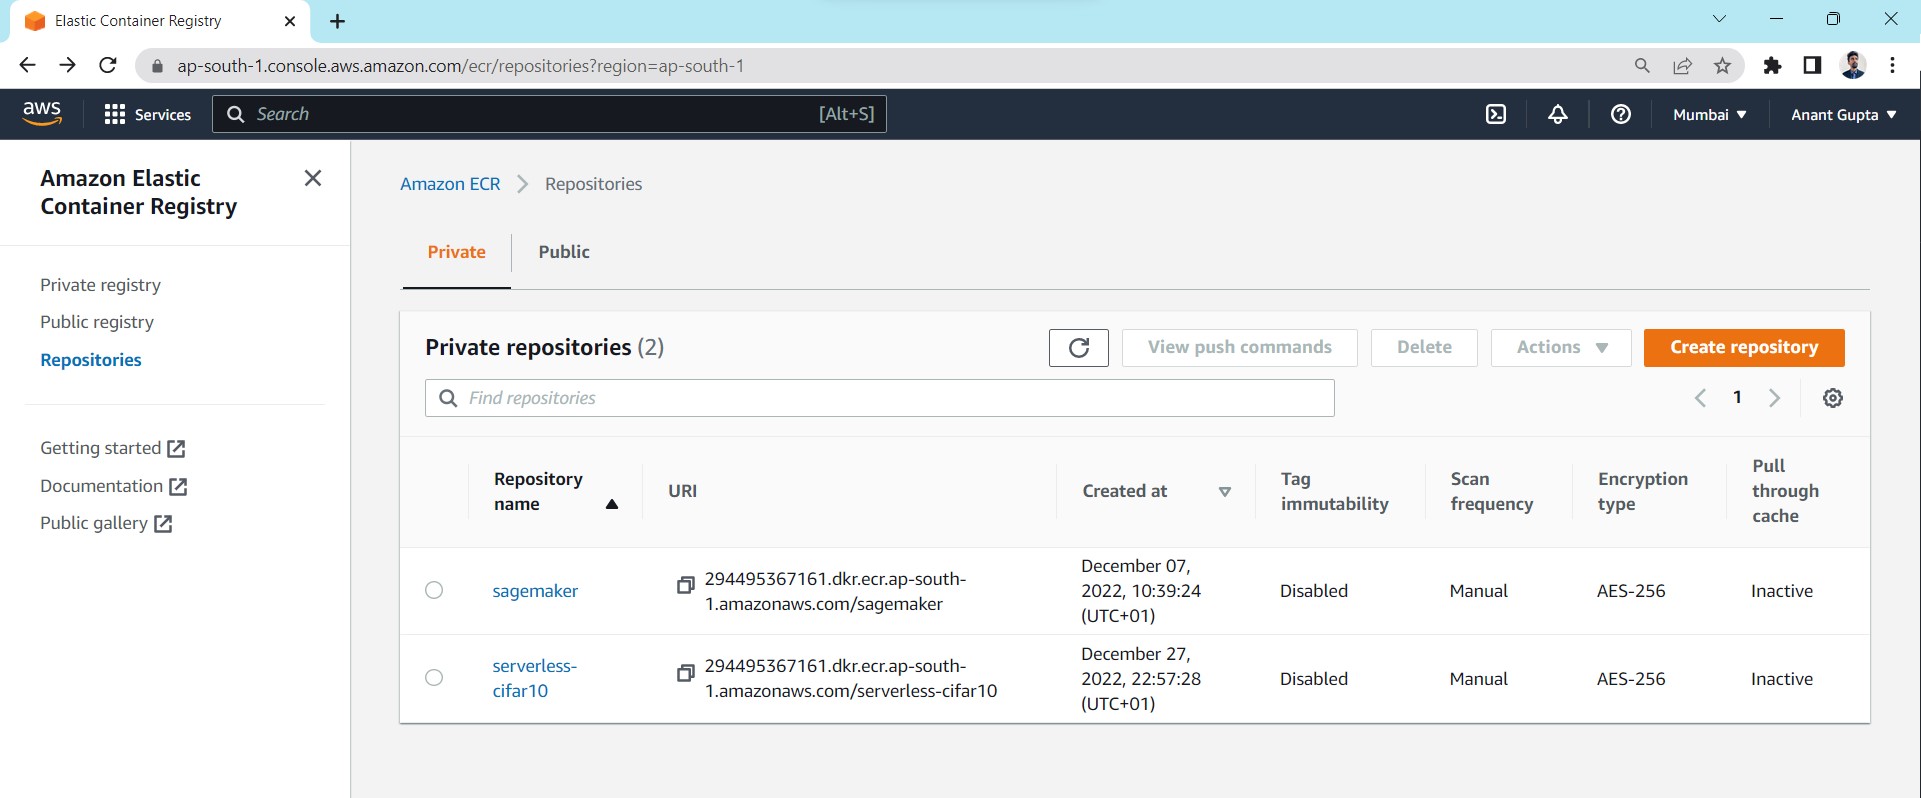 Elastic Container Registry
ap-south-1.console.aws.amazon.com/ecr/repositories?region=ap-south-1
aws
Services
Search
[Alt+S]
Mumbai
Anant Gupta
Amazon Elastic
Container Registry
Private registry
Public registry
Repositories
Getting started
Documentation
Public gallery
Amazon ECR
Repositories
Private
Public
Private repositories (2)
View push commands
Delete
Actions
Create repository
Find repositories
1
Repository
name
URI
Created at
Tag
immutability
Scan
frequency
Encryption
type
Pull
through
cache
sagemaker
294495367161.dkr.ecr.ap-south-
1.amazonaws.com/sagemaker
December 07,
2022, 10:39:24
(UTC+01)
Disabled
Manual
AES-256
Inactive
serverless-
cifar10
294495367161.dkr.ecr.ap-south-
1.amazonaws.com/serverless-cifar10
December 27,
2022, 22:57:28
(UTC+01)
Disabled
Manual
AES-256
Inactive